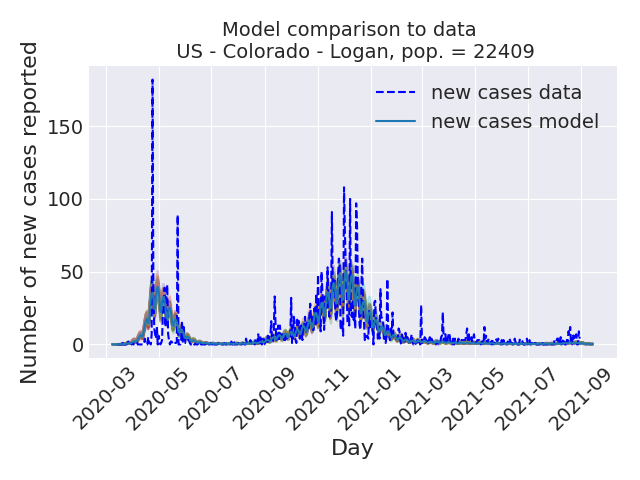 Model comparison to data
US - Colorado - Logan, pop. = 22409
Number of new cases reported
150
100
50
0
new cases data
new cases model
2020-03
2020-05
2020-07
2020-09
2020-11
2021-01
2021-03
2021-05
2021-07
2021-09
Day